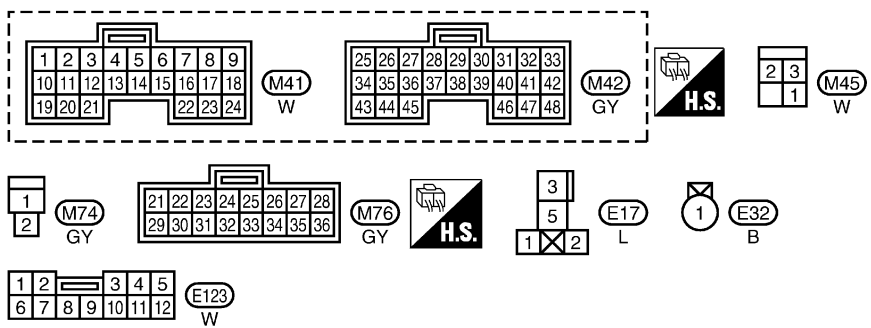 1 2 3 4 5 6 7 8 9
10 11 12 13 14 15 16 17 18
19 20 21 22 23 24
M41
W
25 26 27 28 29 30 31 32 33
34 35 36 37 38 39 40 41 42
43 44 45 46 47 48
M42
GY
H.S.
2 3
1
M45
W
1
2
M74
GY
21 22 23 24 25 26 27 28
29 30 31 32 33 34 35 36
M76
GY
H.S.
3
5
1 2
E17
L
1
E32
B
1 2 3 4 5
6 7 8 9 10 11 12
E123
W